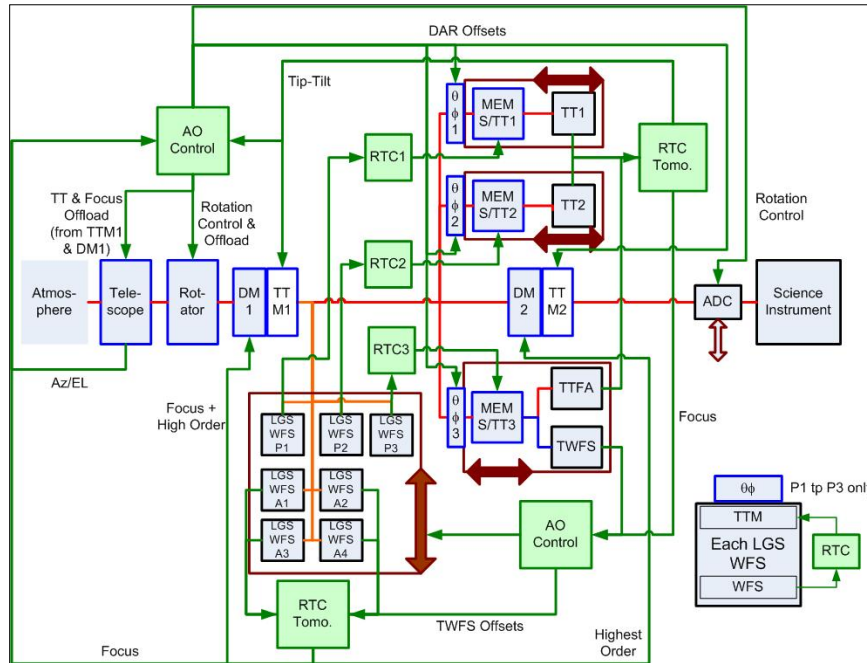 DAR Offsets
Tip-Tilt
AO
Control
θ
ϕ
1
MEM
S/TT1
TT1
RTC1
RTC
Tomo.
TT & Focus
Offload
(from TTM1
& DM1)
Rotation
Control &
Offload
θ
ϕ
2
MEM
S/TT2
TT2
Rotation
Control
RTC2
Atmo-
sphere
Tele-
scope
Rot-
ator
DM
1
TT
M1
DM
2
TT
M2
ADC
Science
Instrument
Az/EL
RTC3
Focus +
High Order
θ
ϕ
3
MEM
S/TT3
TTFA
TWFS
Focus
LGS
WFS
P1
LGS
WFS
P2
LGS
WFS
P3
LGS
WFS
A1
LGS
WFS
A2
LGS
WFS
A3
LGS
WFS
A4
AO
Control
θϕ
P1 tp P3 only
TTM
Each LGS
WFS
WFS
RTC
RTC
Tomo.
TWFS Offsets
Highest
Order
Focus